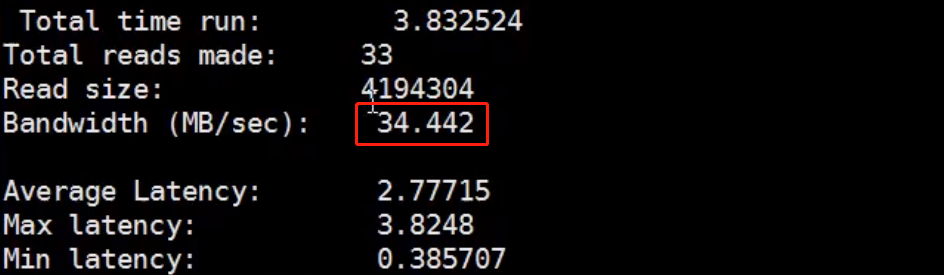 Total time run: 3.832524
Total reads made: 33
Read size: 4194304
Bandwidth (MB/sec): 34.442
Average Latency: 2.77715
Max latency: 3.8248
Min latency: 0.385707